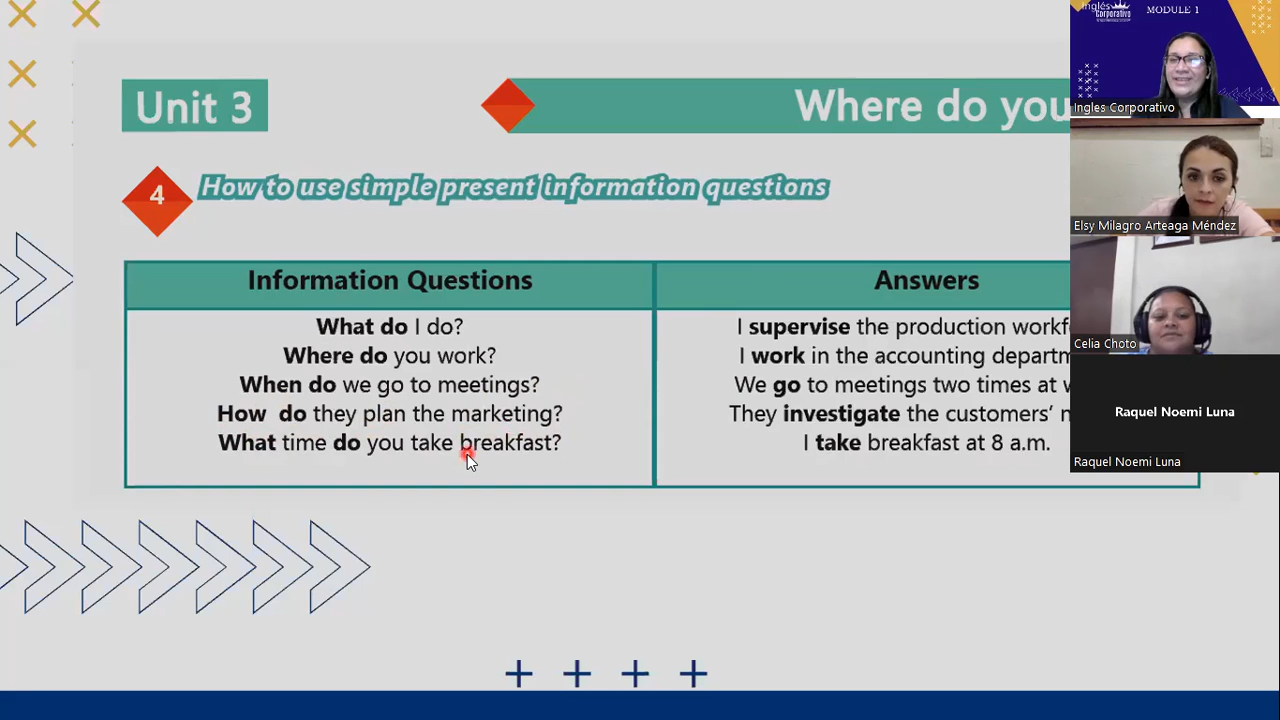 Unit 3
Where do you
4
How to use simple present information questions
Information Questions
Answers
What do I do?
I supervise the production workf
Where do you work?
I work in the accounting departm
When do we go to meetings?
We go to meetings two times at w
How do they plan the marketing?
They investigate the customers'
What time do you take breakfast?
I take breakfast at 8 a.m.
Inglés
Corporativo
MODULE 1
Ingles Corporativo
Elsy Milagro Arteaga Méndez
Celia Choto
Raquel Noemi Luna
Raquel Noemi Luna